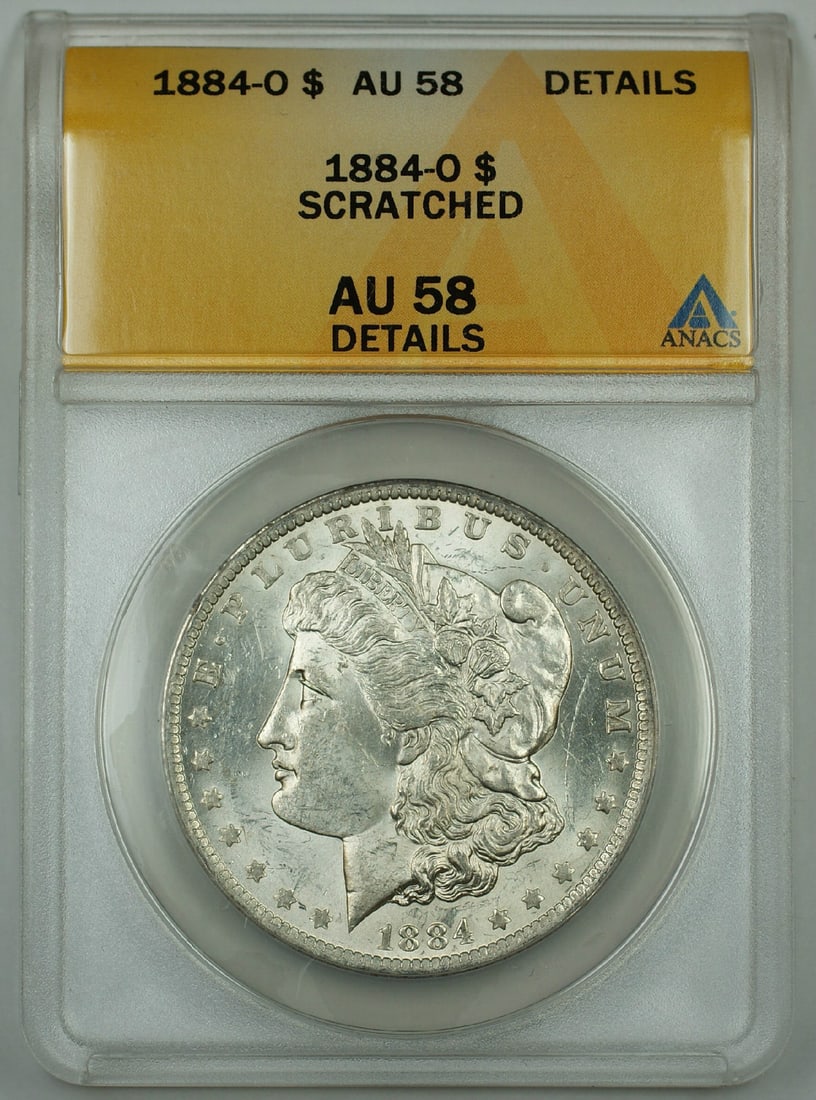 1884-O $ AU 58 DETAILS
1884-O $
SCRATCHED
AU 58
DETAILS
ANACS
E · PLURIBUS · UNUM
LIBERTY
1884